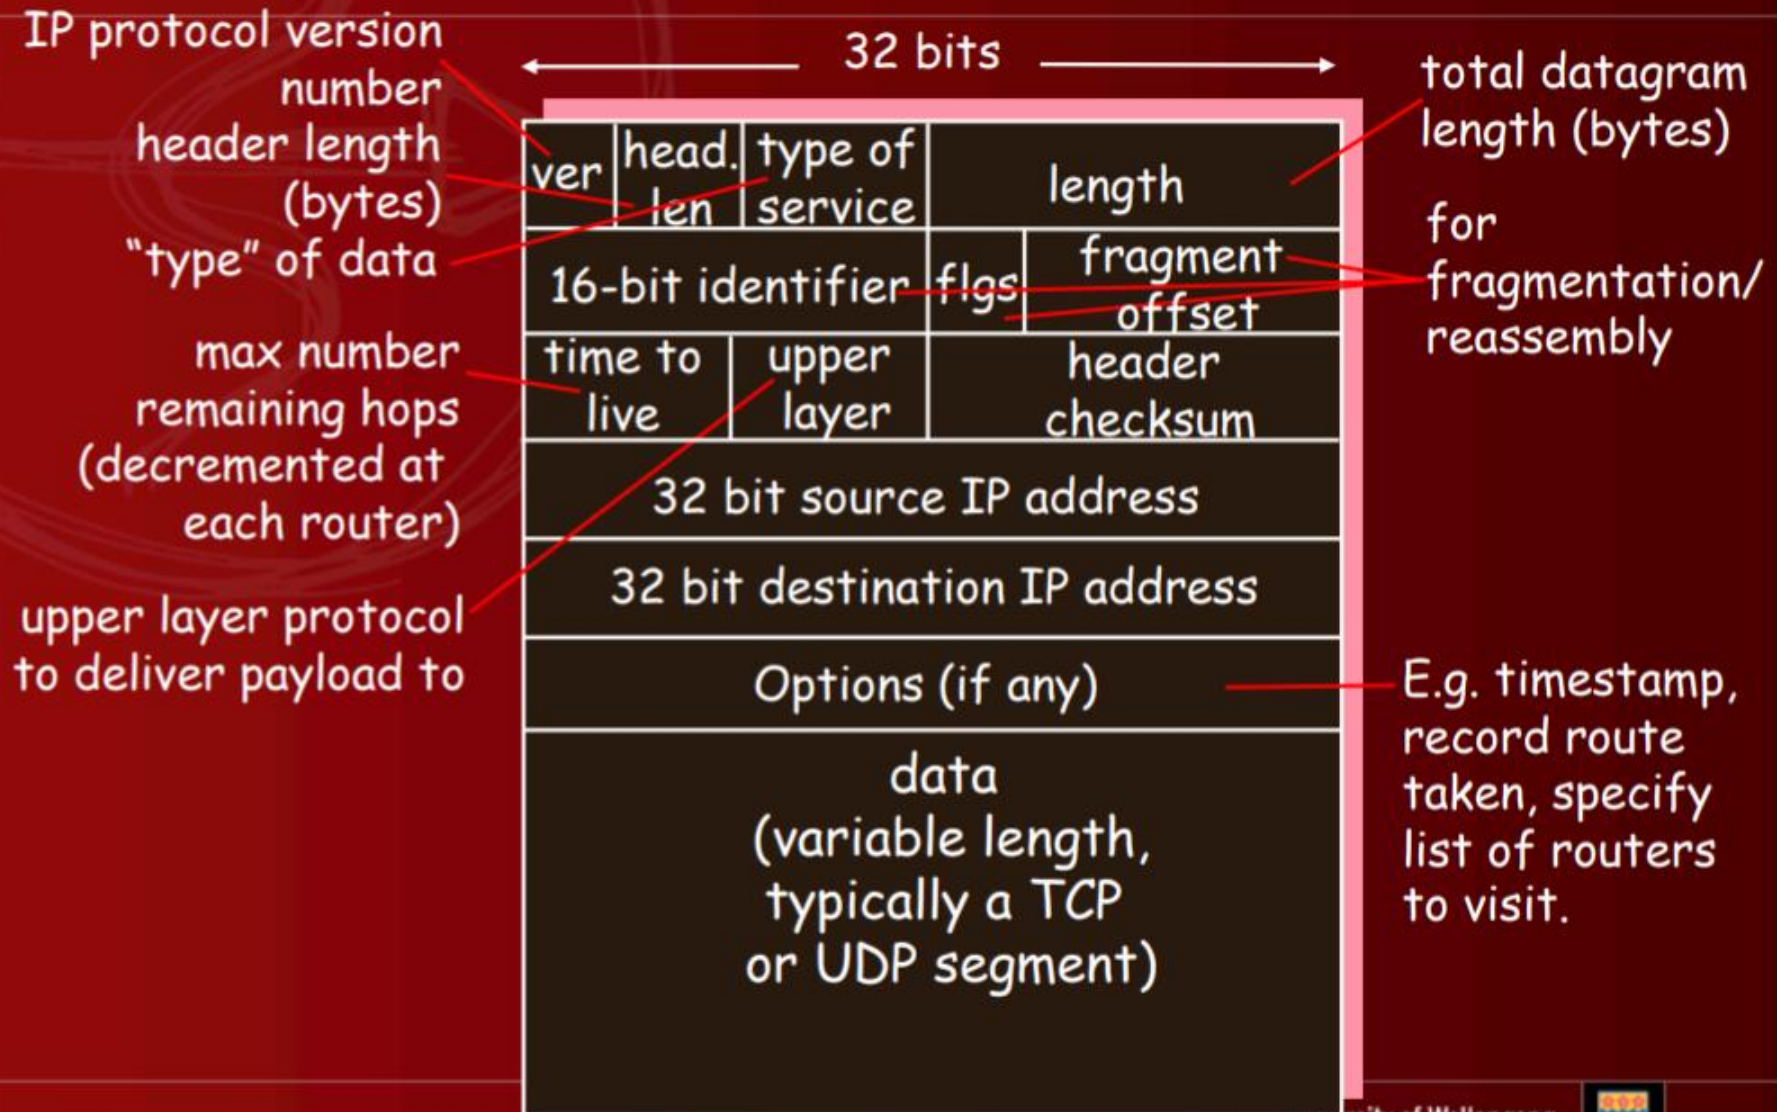 IP protocol version
number
header length
(bytes)
"type" of data
max number
remaining hops
(decremented at
each router)
upper layer protocol
to deliver payload to
32 bits
ver
head.
len
type of
service
length
16-bit identifier
flgs
fragment
offset
time to
live
upper
layer
header
checksum
32 bit source IP address
32 bit destination IP address
Options (if any)
data
(variable length,
typically a TCP
or UDP segment)
total datagram
length (bytes)
for
fragmentation/
reassembly
E.g. timestamp,
record route
taken, specify
list of routers
to visit.